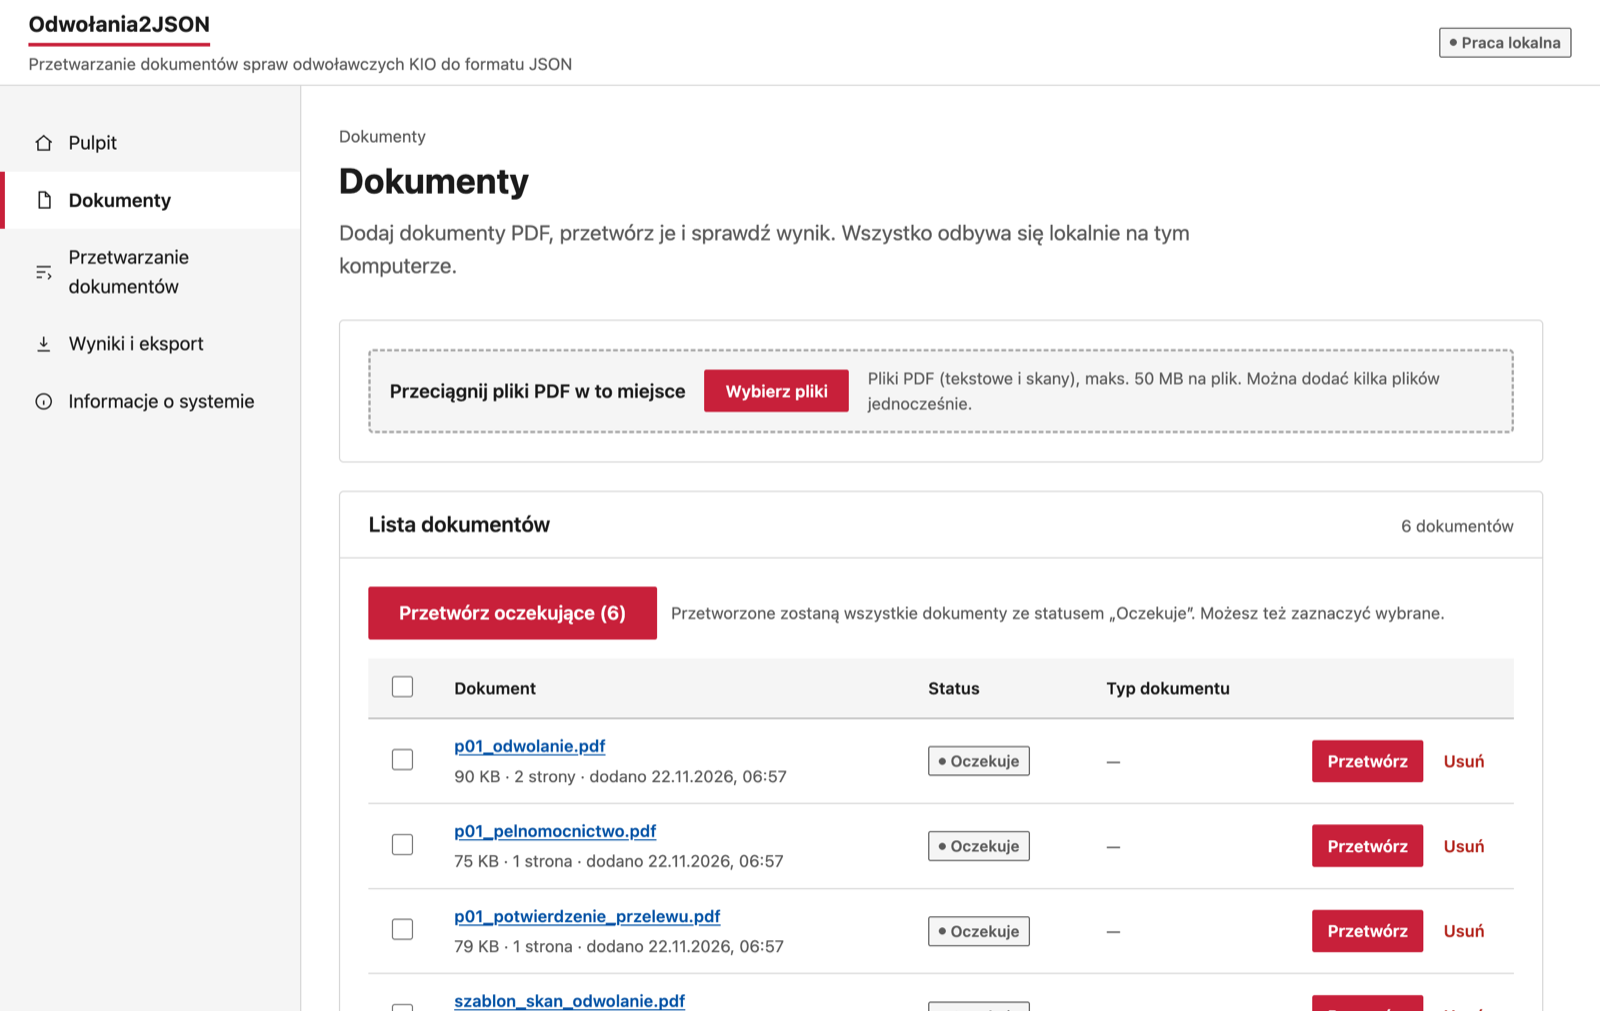 Odwołania2JSON
Przetwarzanie dokumentów spraw odwoławczych KIO do formatu JSON
Praca lokalna
Pulpit
Dokumenty
Przetwarzanie
dokumentów
Wyniki i eksport
Informacje o systemie
Dokumenty
Dokumenty
Dodaj dokumenty PDF, przetwórz je i sprawdź wynik. Wszystko odbywa się lokalnie na tym
komputerze.
Przeciągnij pliki PDF w to miejsce
Wybierz pliki
Pliki PDF (tekstowe i skany), maks. 50 MB na plik. Można dodać kilka plików
jednocześnie.
Lista dokumentów
6 dokumentów
Przetwórz oczekujące (6)
Przetworzone zostaną wszystkie dokumenty ze statusem „Oczekuje”. Możesz też zaznaczyć wybrane.
Dokument Status Typ dokumentu
p01_odwolanie.pdf
90 KB · 2 strony · dodano 22.11.2026, 06:57
Oczekuje — Przetwórz Usuń
p01_pelnomocnictwo.pdf
75 KB · 1 strona · dodano 22.11.2026, 06:57
Oczekuje — Przetwórz Usuń
p01_potwierdzenie_przelewu.pdf
79 KB · 1 strona · dodano 22.11.2026, 06:57
Oczekuje — Przetwórz Usuń
szablon_skan_odwolanie.pdf